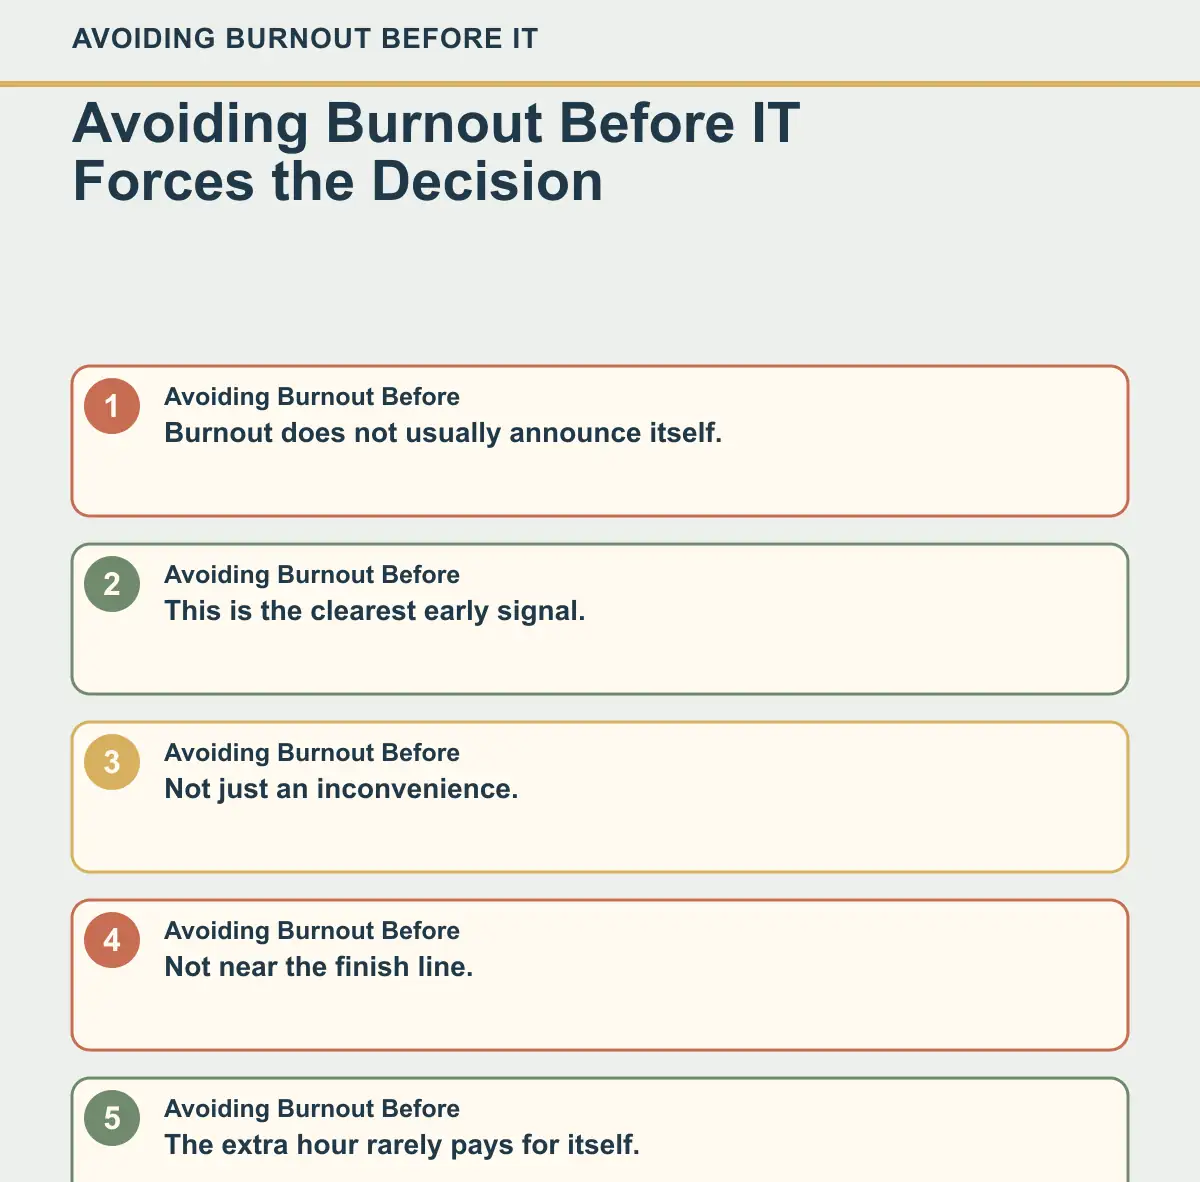 AVOIDING BURNOUT BEFORE IT
Avoiding Burnout Before IT
Forces the Decision
1
Avoiding Burnout Before
Burnout does not usually announce itself.
2
Avoiding Burnout Before
This is the clearest early signal.
3
Avoiding Burnout Before
Not just an inconvenience.
4
Avoiding Burnout Before
Not near the finish line.
5
Avoiding Burnout Before
The extra hour rarely pays for itself.